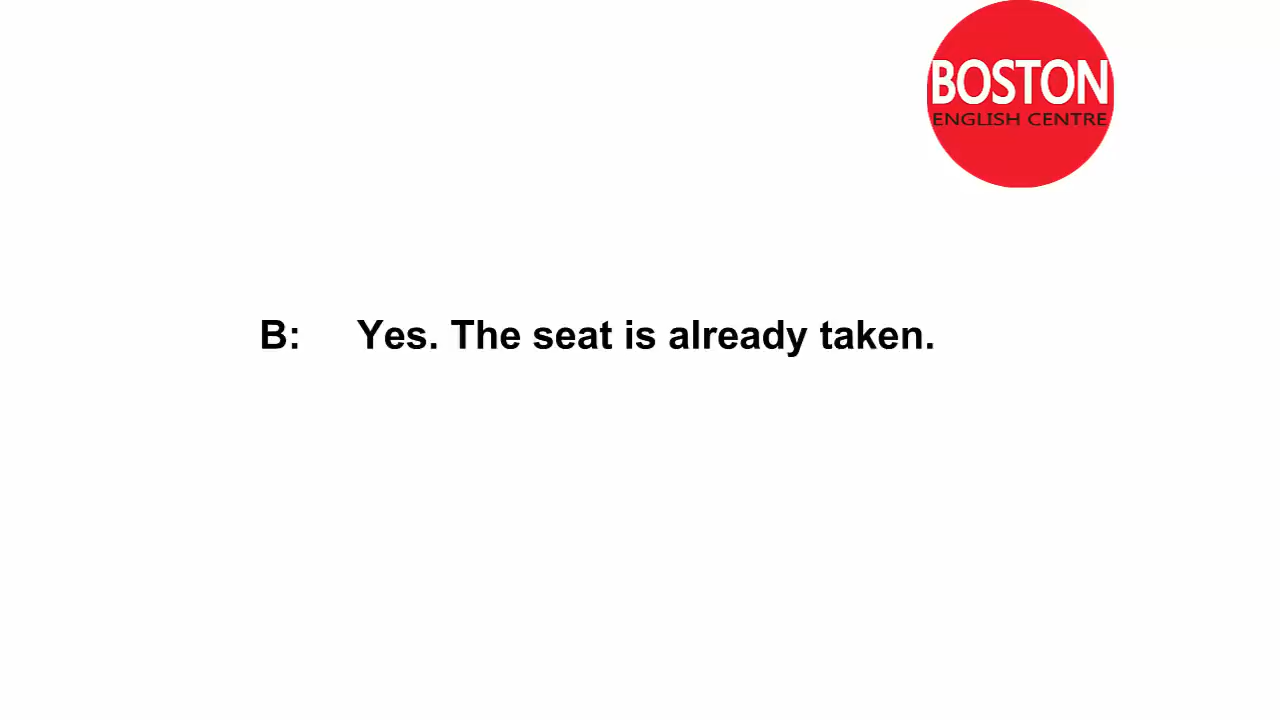 BOSTON
ENGLISH CENTRE
B: Yes. The seat is already taken.